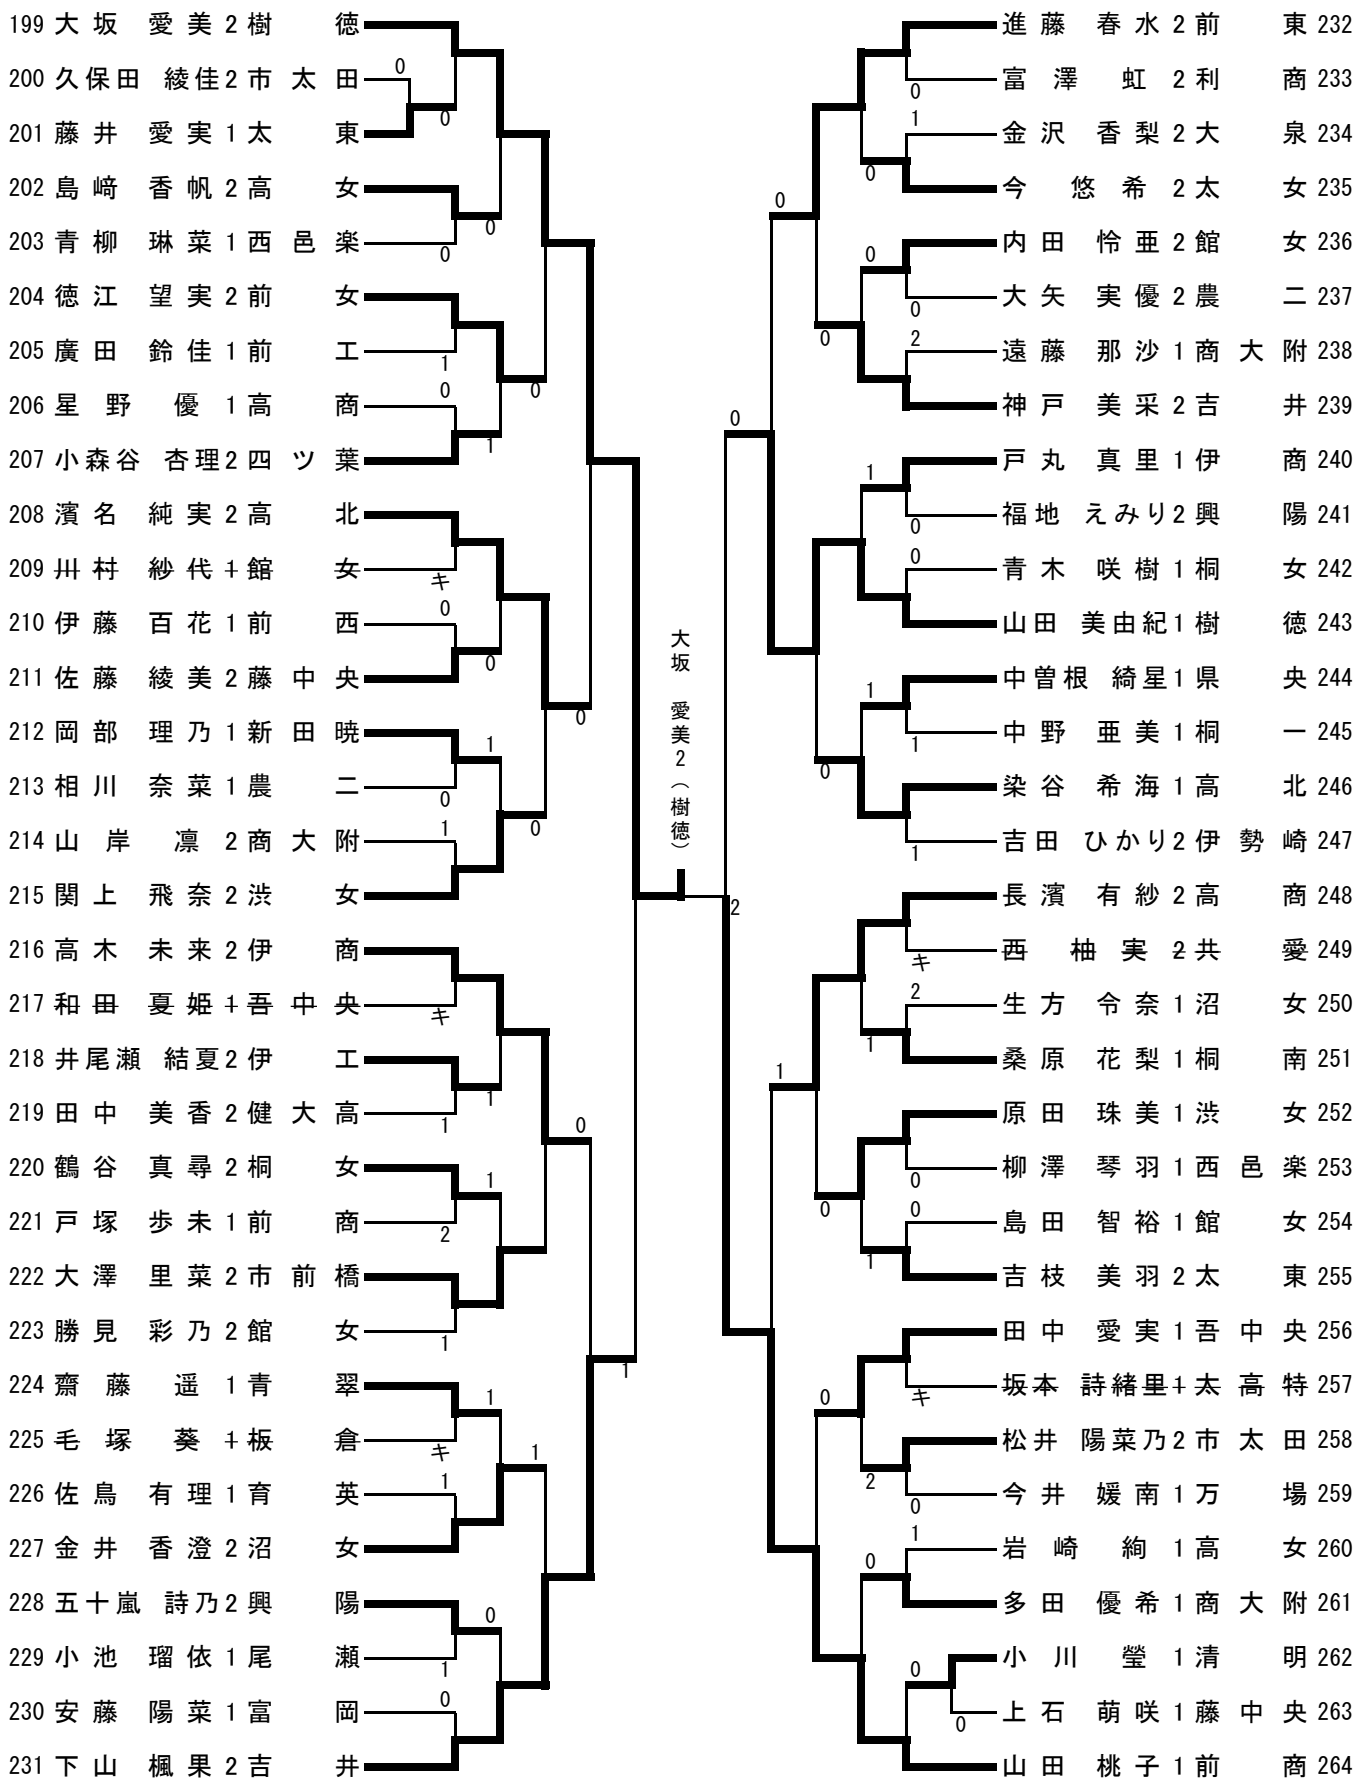 199 大坂 愛美 2 樹徳
200 久保田 綾佳 2 市太田
201 藤井 愛実 1 太東
202 島﨑 香帆 2 高女
203 青柳 琳菜 1 西邑楽
204 徳江 望実 2 前女
205 廣田 鈴佳 1 前工
206 星野 優 1 高商
207 小森谷 杏理 2 四ツ葉
208 濱名 純実 2 高北
209 川村 紗代 1 館女
キ
210 伊藤 百花 1 前西
211 佐藤 綾美 2 藤中央
212 岡部 理乃 1 新田暁
213 相川 奈菜 1 農二
214 山岸 凛 2 商大附
215 関上 飛奈 2 渋女
216 高木 未来 2 伊商
217 和田 夏姫 1 吾中央
キ
218 井尾瀬 結夏 2 伊工
219 田中 美香 2 健大高
220 鶴谷 真尋 2 桐女
221 戸塚 歩未 1 前商
222 大澤 里菜 2 市前橋
223 勝見 彩乃 2 館女
224 齋藤 遥 1 青翠
225 毛塚 葵 1 板倉
キ
226 佐鳥 有理 1 育英
227 金井 香澄 2 沼女
228 五十嵐 詩乃 2 興陽
229 小池 瑠依 1 尾瀬
230 安藤 陽菜 1 富岡
231 下山 楓果 2 吉井
大坂 愛美2（樹徳）
進藤 春水 2 前東 232
富澤 虹 2 利商 233
金沢 香梨 2 大泉 234
今 悠希 2 太女 235
内田 怜亜 2 館女 236
大矢 実優 2 農二 237
遠藤 那沙 1 商大附 238
神戸 美采 2 吉井 239
戸丸 真里 1 伊商 240
福地 えみり 2 興陽 241
青木 咲樹 1 桐女 242
山田 美由紀 1 樹徳 243
中曽根 綺星 1 県央 244
中野 亜美 1 桐一 245
染谷 希海 1 高北 246
吉田 ひかり 2 伊勢崎 247
長濱 有紗 2 高商 248
西 柚実 2 共愛 249
キ
生方 令奈 1 沼女 250
桑原 花梨 1 桐南 251
原田 珠美 1 渋女 252
柳澤 琴羽 1 西邑楽 253
島田 智裕 1 館女 254
吉枝 美羽 2 太東 255
田中 愛実 1 吾中央 256
坂本 詩緒里 1 太高特 257
キ
松井 陽菜乃 2 市太田 258
今井 媛南 1 万場 259
岩崎 絢 1 高女 260
多田 優希 1 商大附 261
小川 瑩 1 清明 262
上石 萌咲 1 藤中央 263
山田 桃子 1 前商 264